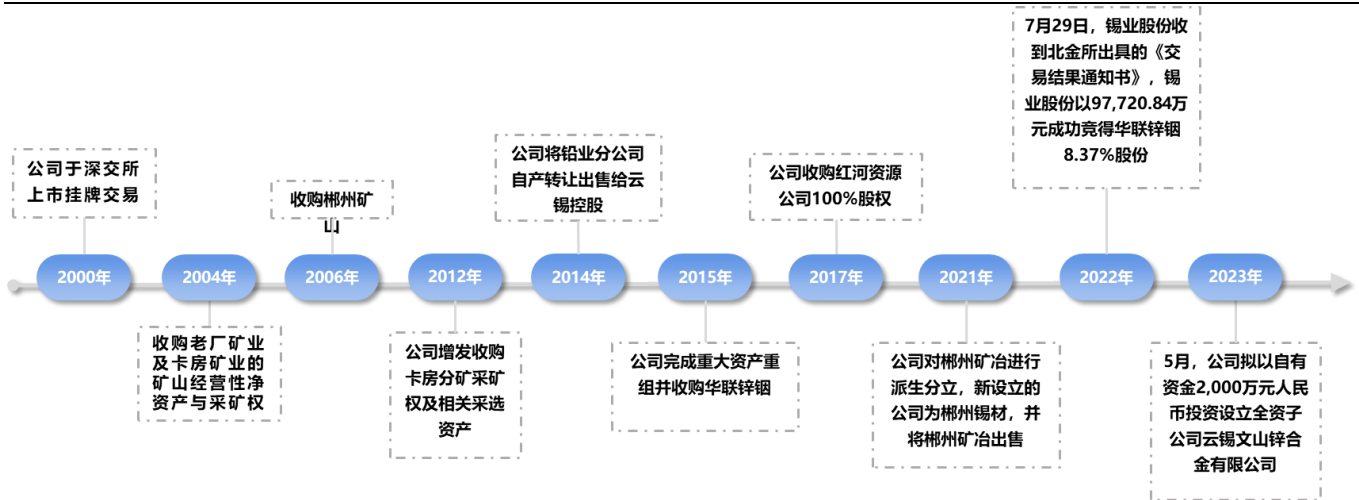 公司于深交所
上市挂牌交易
2000年
2004年
收购老厂矿业
及卡房矿业的
矿山经营性净
资产与采矿权
收购郴州矿
山
2006年
2012年
公司增发收购
卡房分矿采矿
权及相关采选
资产
公司将铅业分公司
自产转让出售给云
锡控股
2014年
2015年
公司完成重大资产重
组并收购华联锌铟
公司收购红河资源
公司100%股权
2017年
2021年
公司对郴州矿冶进行
派生分立，新设立的
公司为郴州锡材，并
将郴州矿冶出售
7月29日，锡业股份收
到北金所出具的《交
易结果通知书》，锡
业股份以97,720.84万
元成功竞得华联锌铟
8.37%股份
2022年
2023年
5月，公司拟以自有
资金2,000万元人民
币投资设立全资子
公司云锡文山锌合
金有限公司